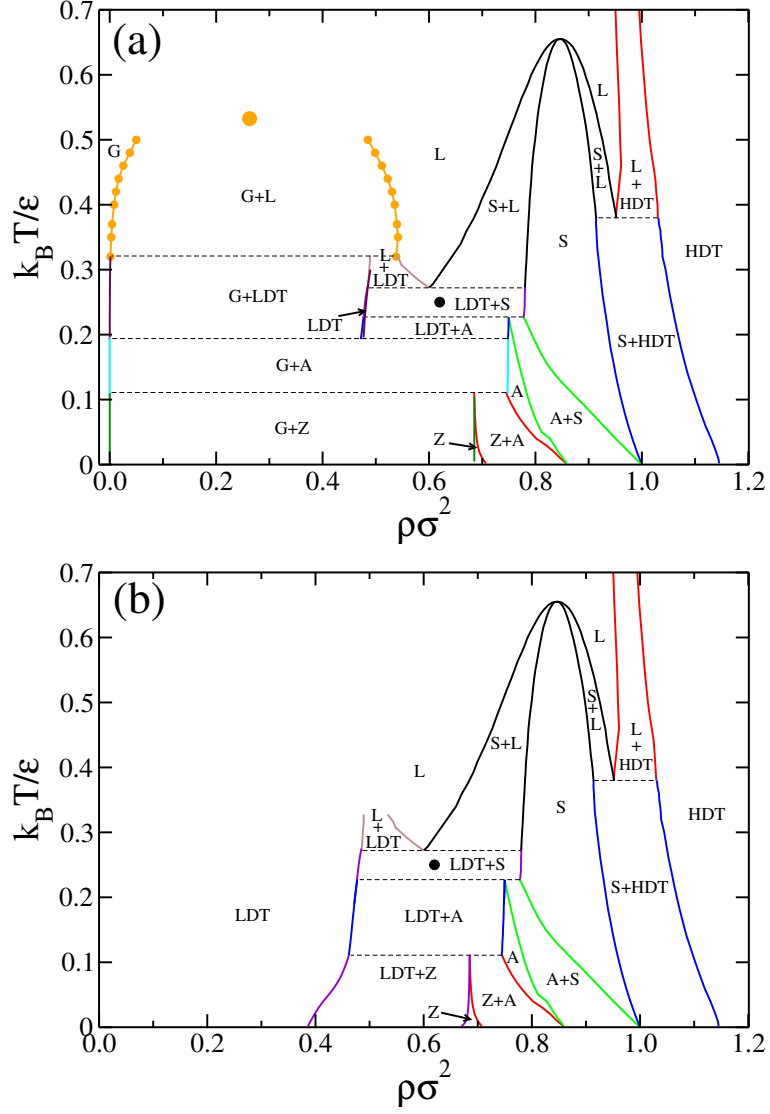 (a)
0.7
0.6
0.5
0.4
0.3
0.2
0.1
0
k_BT/ε
G
G+L
L
S+L
L
S+L
L
+
HDT
S
HDT
L
+
LDT
G+LDT
LDT
LDT+S
LDT+A
S+HDT
G+A
A
A+S
G+Z
Z
Z+A
0.0 0.2 0.4 0.6 0.8 1.0 1.2
ρσ²
(b)
0.7
0.6
0.5
0.4
0.3
0.2
0.1
0
k_BT/ε
L
S+L
L
S+L
L
+
HDT
S
HDT
L
+
LDT
LDT+S
S+HDT
LDT
LDT+A
A
A+S
LDT+Z
Z
Z+A
0.0 0.2 0.4 0.6 0.8 1.0 1.2
ρσ²